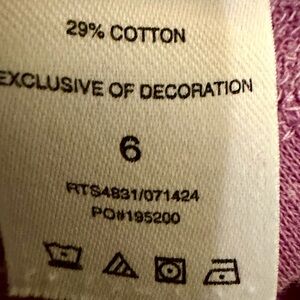 29% COTTON
EXCLUSIVE OF DECORATION
6
RTS4831/071424
PO#195200